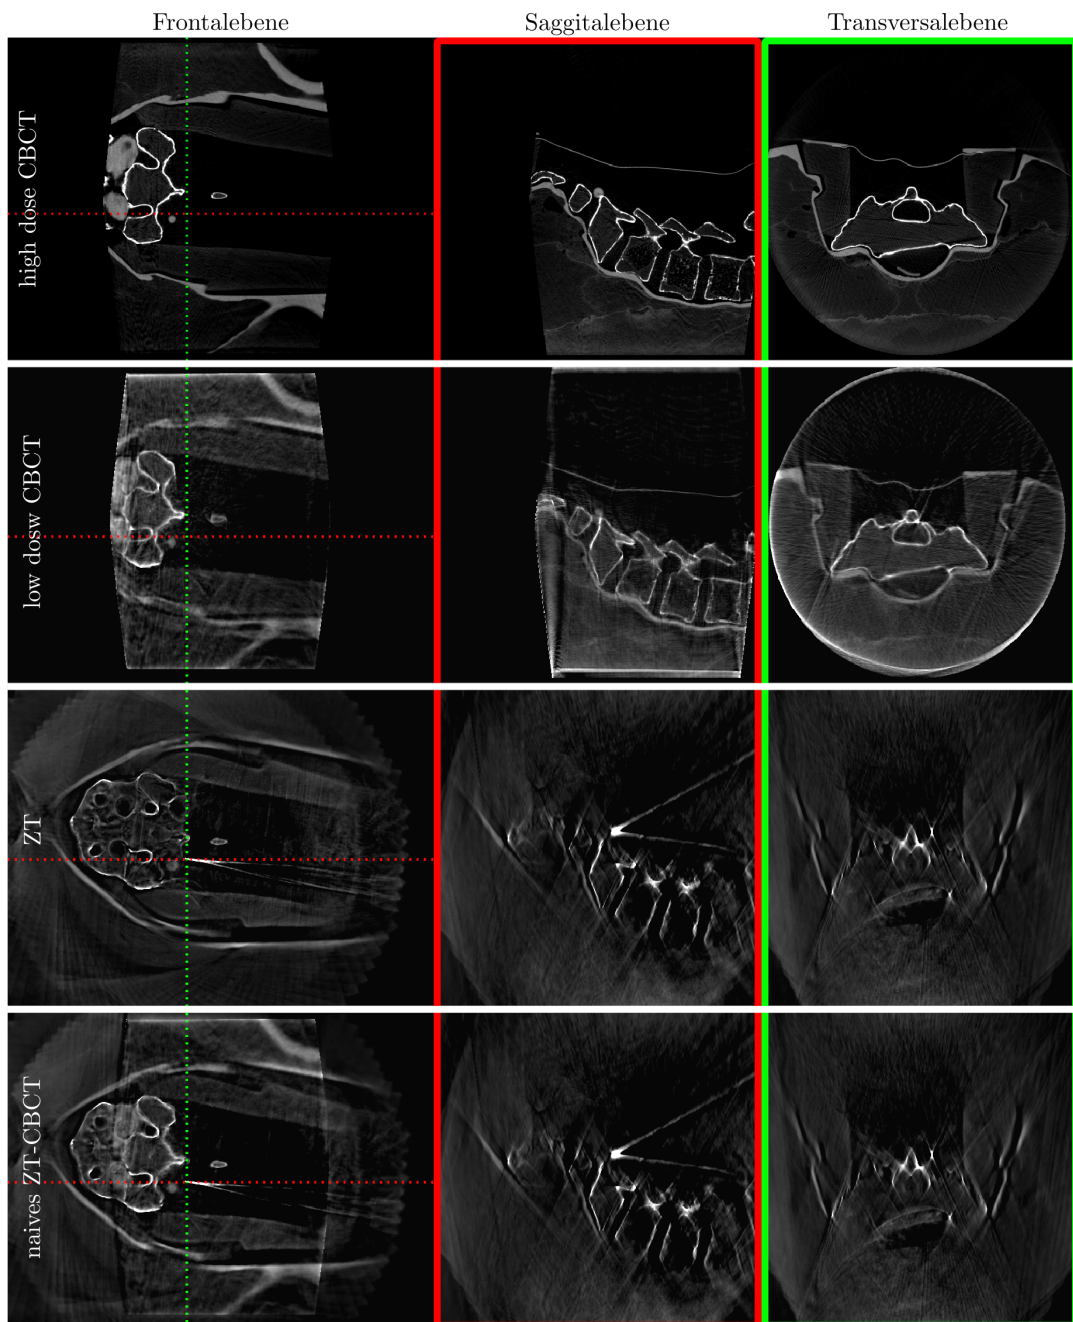 Frontalebene
Saggitalebene
Transversalebene
high dose CBCT
low dosw CBCT
ZT
naives ZT-CBCT